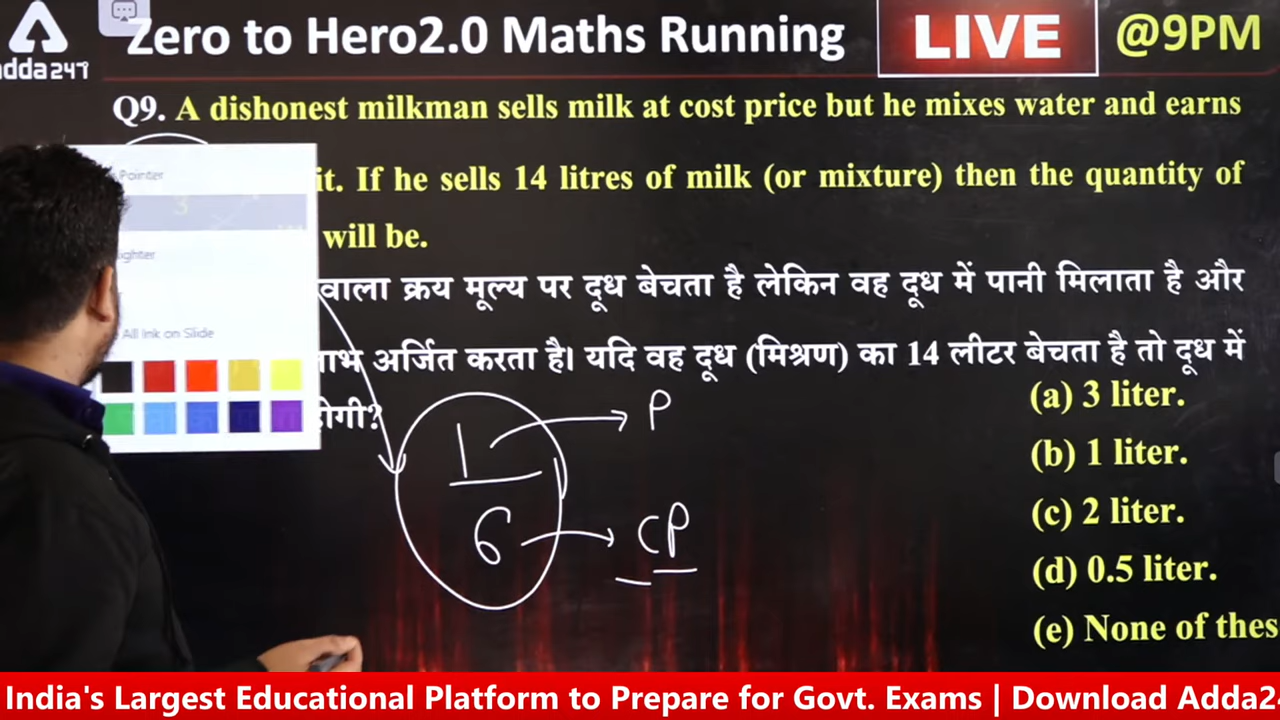 adda247
Zero to Hero2.0 Maths Running
LIVE
@9PM
Q9. A dishonest milkman sells milk at cost price but he mixes water and earns
it. If he sells 14 litres of milk (or mixture) then the quantity of
will be.
वाला क्रय मूल्य पर दूध बेचता है लेकिन वह दूध में पानी मिलाता है और
लाभ अर्जित करता है। यदि वह दूध (मिश्रण) का 14 लीटर बेचता है तो दूध में
होगी?
Pointer
ighter
All Ink on Slide
1 P
6 CP
(a) 3 liter.
(b) 1 liter.
(c) 2 liter.
(d) 0.5 liter.
(e) None of thes
India's Largest Educational Platform to Prepare for Govt. Exams | Download Adda2